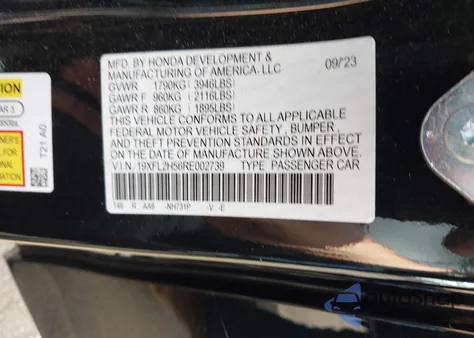 MFD. BY HONDA DEVELOPMENT &
MANUFACTURING OF AMERICA, LLC 09/23
GVWR 1790KG(3946LBS)
GAWR F 960KG (2116LBS)
GAWR R 860KG (1895LBS)
THIS VEHICLE CONFORMS TO ALL APPLICABLE
FEDERAL MOTOR VEHICLE SAFETY, BUMPER,
AND THEFT PREVENTION STANDARDS IN EFFECT
ON THE DATE OF MANUFACTURE SHOWN ABOVE.
V.I.N. 19XFL2H56RE002739 TYPE PASSENGER CAR
R AA8 -NH731P -V -E
T21 A0